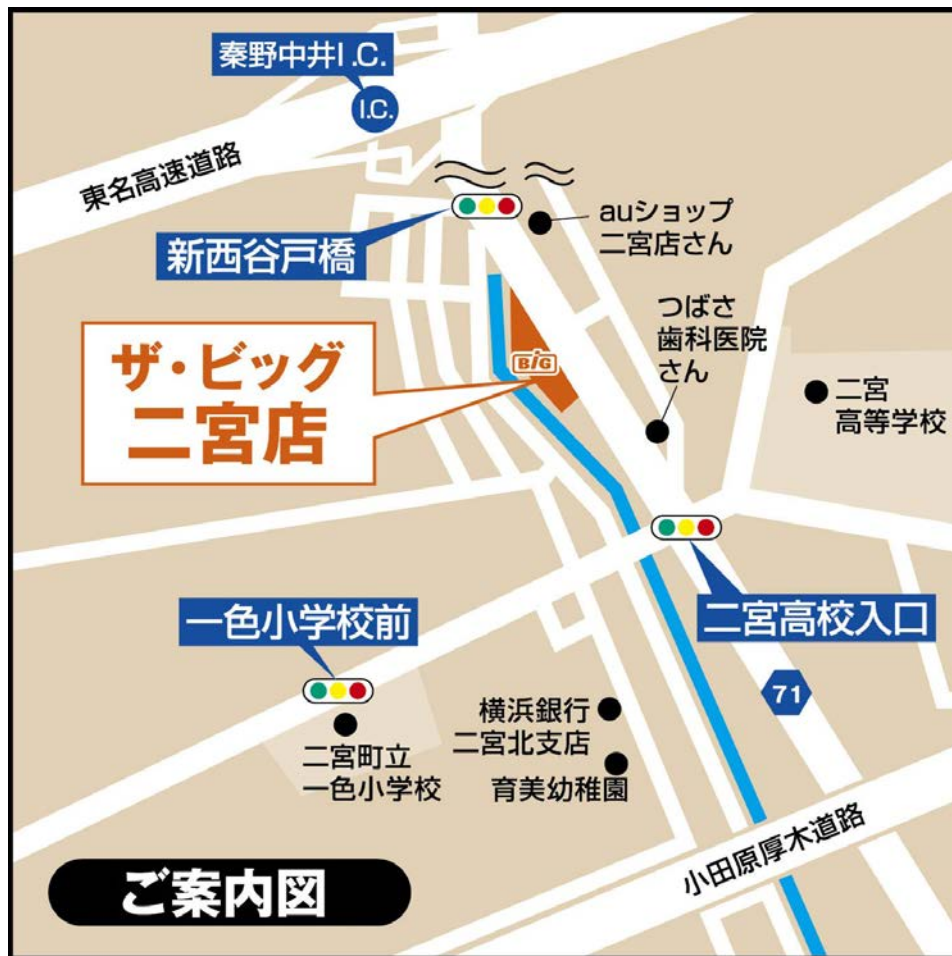 秦野中井I.C.
I.C.
東名高速道路
新西谷戸橋
auショップ
二宮店さん
つばさ
歯科医院
さん
ザ・ビッグ
二宮店
BiG
二宮
高等学校
一色小学校前
二宮高校入口
71
横浜銀行
二宮北支店
二宮町立
一色小学校
育美幼稚園
小田原厚木道路
ご案内図